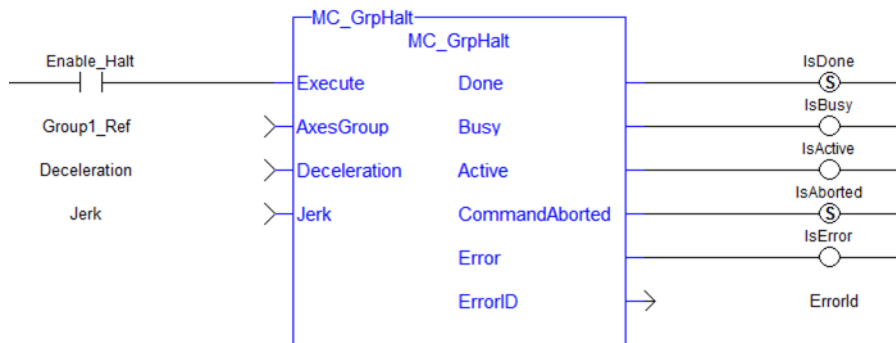 MC_GrpHalt
MC_GrpHalt
Enable_Halt
Execute Done
IsDone
S
Group1_Ref
AxesGroup Busy
IsBusy
Deceleration
Deceleration Active
IsActive
Jerk
Jerk CommandAborted
IsAborted
S
Error
IsError
ErrorID
ErrorId